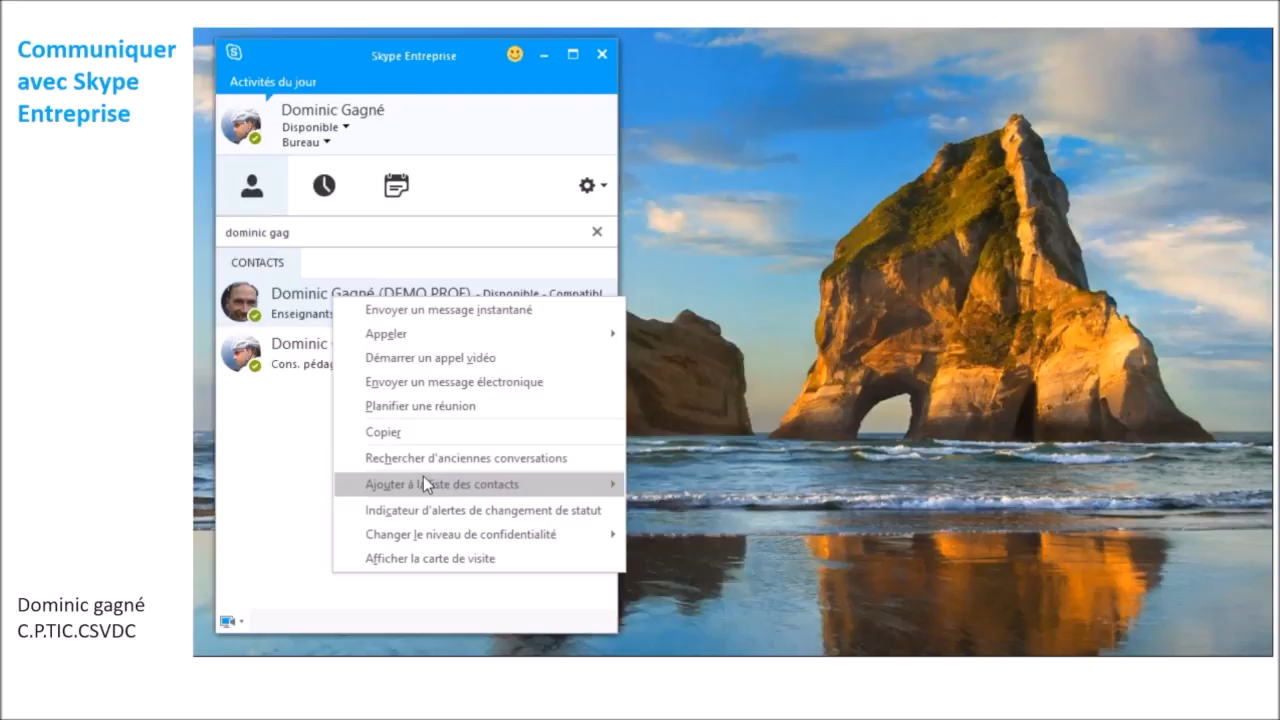 Communiquer
avec Skype
Entreprise
Skype Entreprise
Activités du jour
Dominic Gagné
Disponible
Bureau
dominic gag
CONTACTS
Dominic Gagné (DEMO PROF) - Disponible - Compatibl
Enseignants
Dominic
Cons. pédag
Envoyer un message instantané
Appeler
Démarrer un appel vidéo
Envoyer un message électronique
Planifier une réunion
Copier
Rechercher d'anciennes conversations
Ajouter à la liste des contacts
Indicateur d'alertes de changement de statut
Changer le niveau de confidentialité
Afficher la carte de visite
Dominic gagné
C.P.TIC.CSVDC